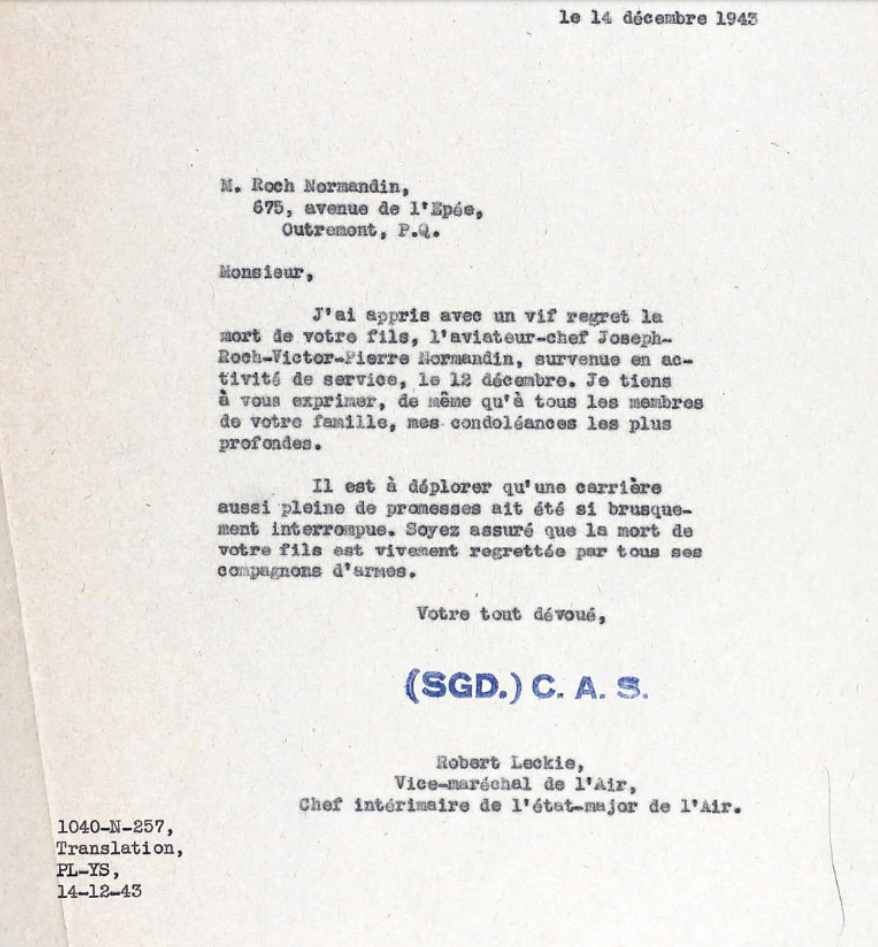 le 14 décembre 1943
M. Roch Normandin,
675, avenue de l'Epée,
Outremont, P.Q.
Monsieur,
J'ai appris avec un vif regret la
mort de votre fils, l'aviateur-chef Joseph-
Roch-Victor-Pierre Normandin, survenue en ac-
tivité de service, le 12 décembre. Je tiens
à vous exprimer, de même qu'à tous les membres
de votre famille, mes condoléances les plus
profondes.
Il est à déplorer qu'une carrière
aussi pleine de promesses ait été si brusque-
ment interrompue. Soyez assuré que la mort de
votre fils est vivement regrettée par tous ses
compagnons d'armes.
Votre tout dévoué,
(SGD.) C. A. S.
Robert Leckie,
Vice-maréchal de l'Air,
Chef intérimaire de l'état-major de l'Air.
1040-N-257,
Translation,
PL-YS,
14-12-43